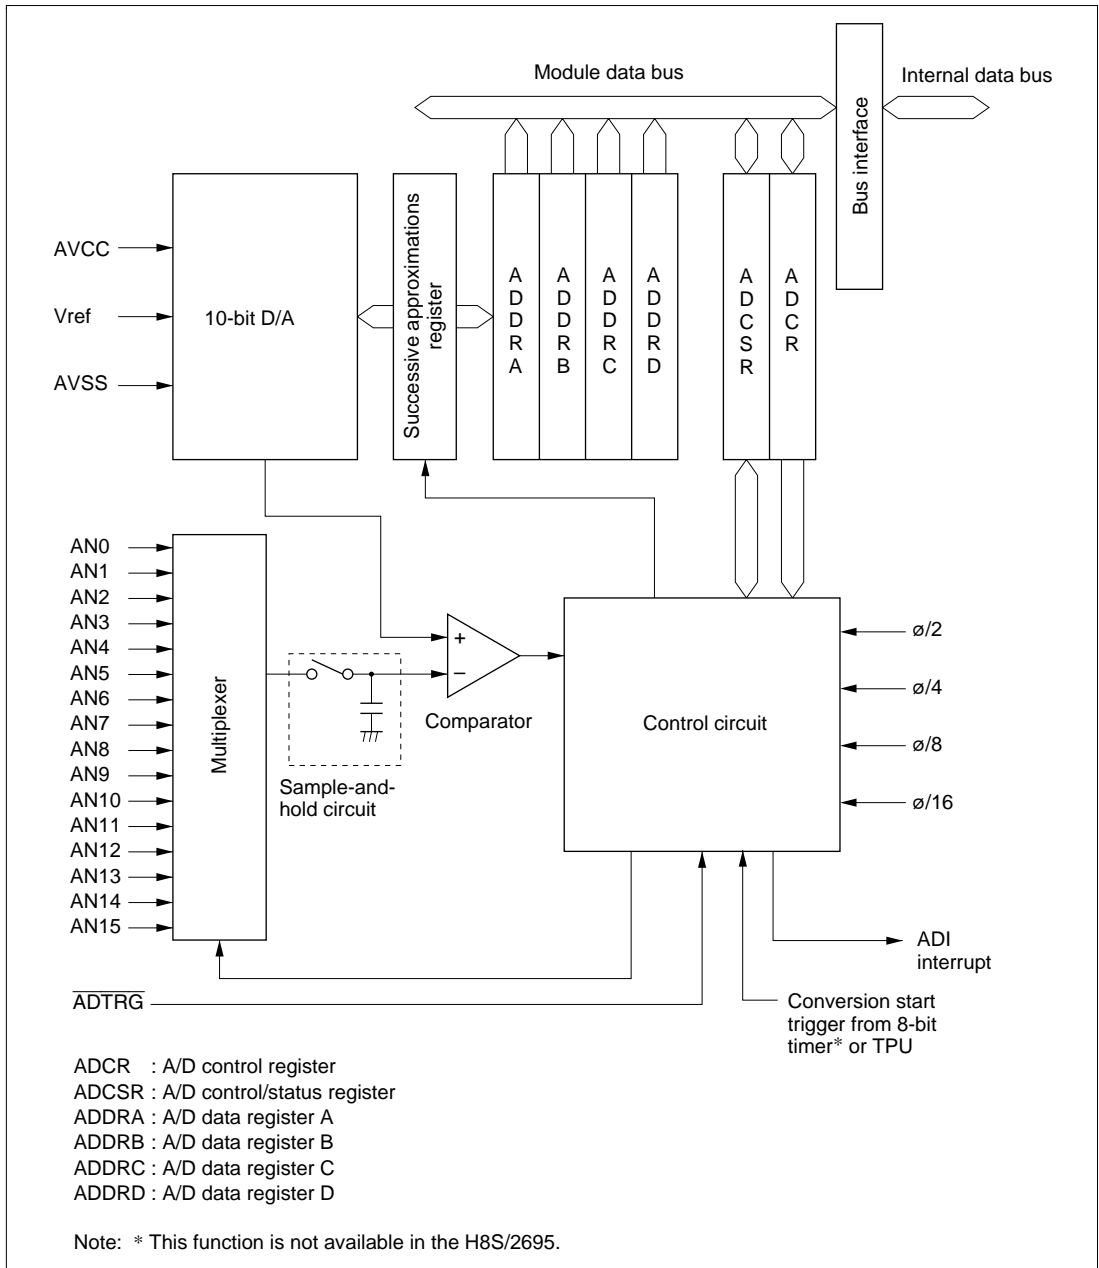 Module data bus
Internal data bus
Bus interface
AVCC
Vref
AVSS
10-bit D/A
Successive approximations
register
ADDRA
ADDRB
ADDRC
ADDRD
ADCSR
ADCR
AN0
AN1
AN2
AN3
AN4
AN5
AN6
AN7
AN8
AN9
AN10
AN11
AN12
AN13
AN14
AN15
Multiplexer
+
−
Comparator
Sample-and-
hold circuit
Control circuit
ø/2
ø/4
ø/8
ø/16
ADI
interrupt
ADTRG
Conversion start
trigger from 8-bit
timer* or TPU
ADCR : A/D control register
ADCSR : A/D control/status register
ADDRA : A/D data register A
ADDRB : A/D data register B
ADDRC : A/D data register C
ADDRD : A/D data register D
Note: * This function is not available in the H8S/2695.